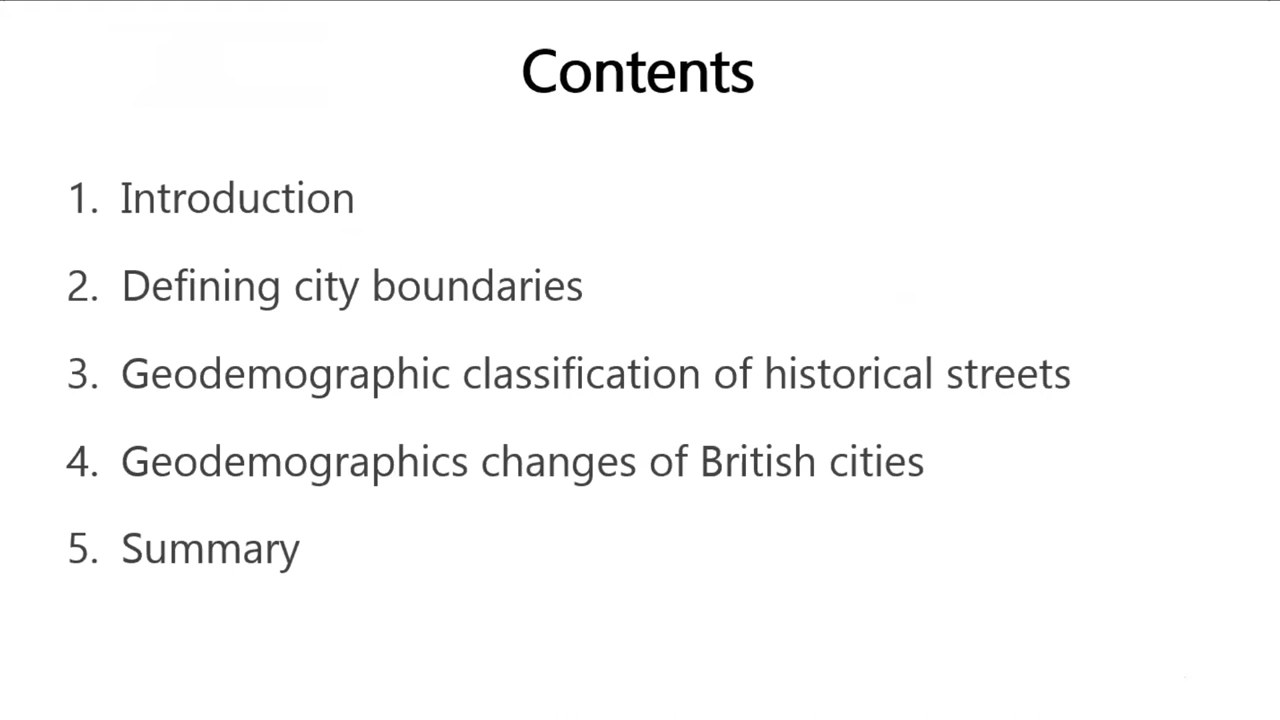 Contents
1. Introduction
2. Defining city boundaries
3. Geodemographic classification of historical streets
4. Geodemographics changes of British cities
5. Summary